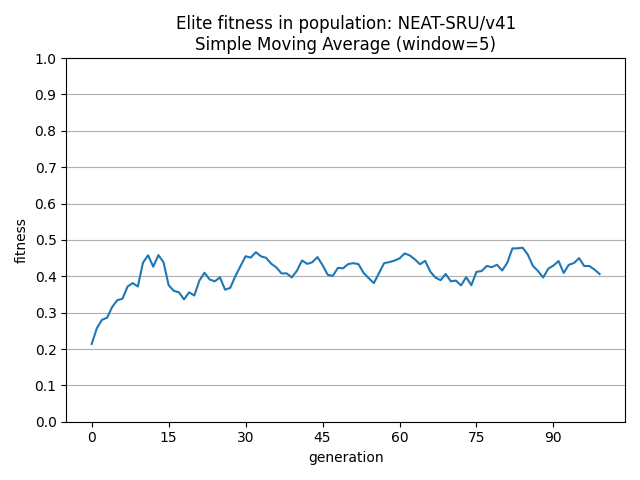 Elite fitness in population: NEAT-SRU/v41
Simple Moving Average (window=5)
1.0
0.9
0.8
0.7
0.6
0.5
0.4
0.3
0.2
0.1
0.0
fitness
0 15 30 45 60 75 90
generation